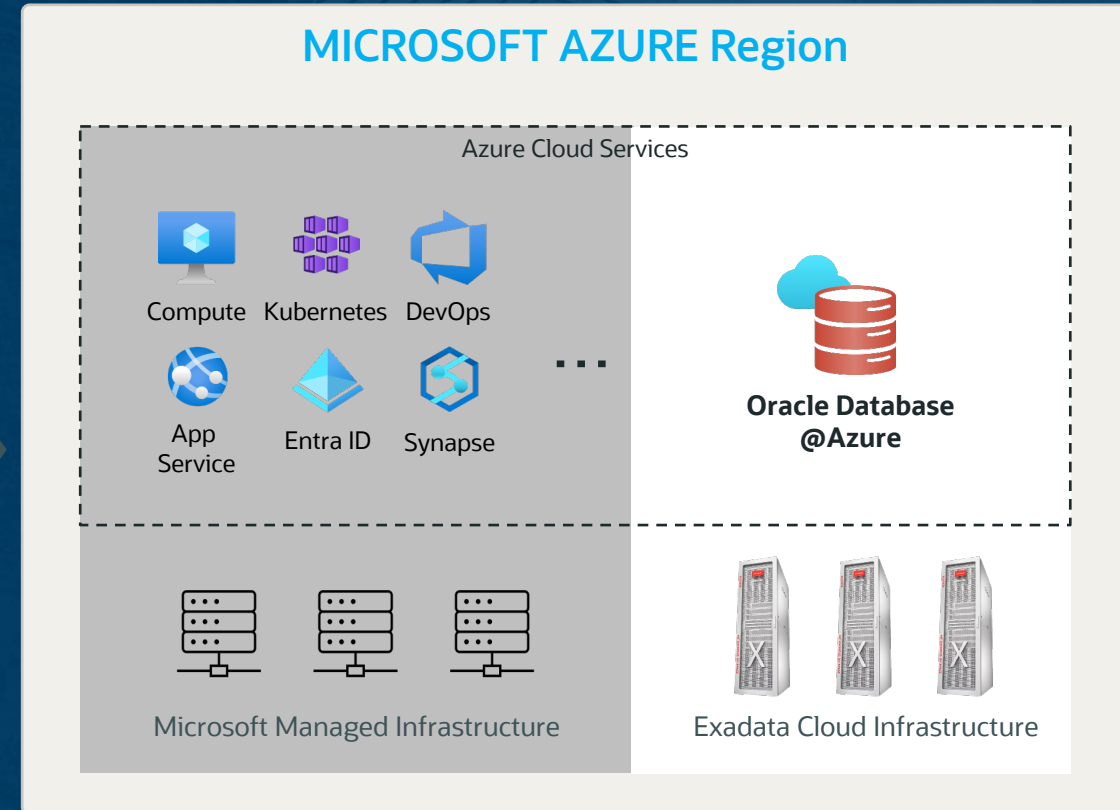 MICROSOFT AZURE Region
Azure Cloud Services
Compute
Kubernetes
DevOps
App
Service
Entra ID
Synapse
...
Oracle Database
@Azure
Microsoft Managed Infrastructure
Exadata Cloud Infrastructure
X
X
X